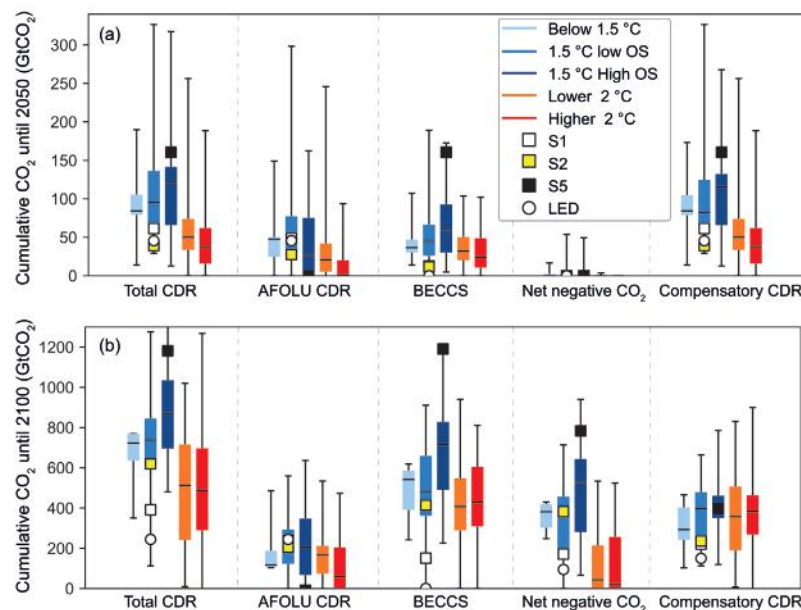 (a)
Cumulative CO₂ until 2050 (GtCO₂)
300
250
200
150
100
50
0
Below 1.5 °C
1.5 °C low OS
1.5 °C High OS
Lower 2 °C
Higher 2 °C
S1
S2
S5
LED
Total CDR AFOLU CDR BECCS Net negative CO₂ Compensatory CDR
(b)
Cumulative CO₂ until 2100 (GtCO₂)
1200
1000
800
600
400
200
0
Total CDR AFOLU CDR BECCS Net negative CO₂ Compensatory CDR